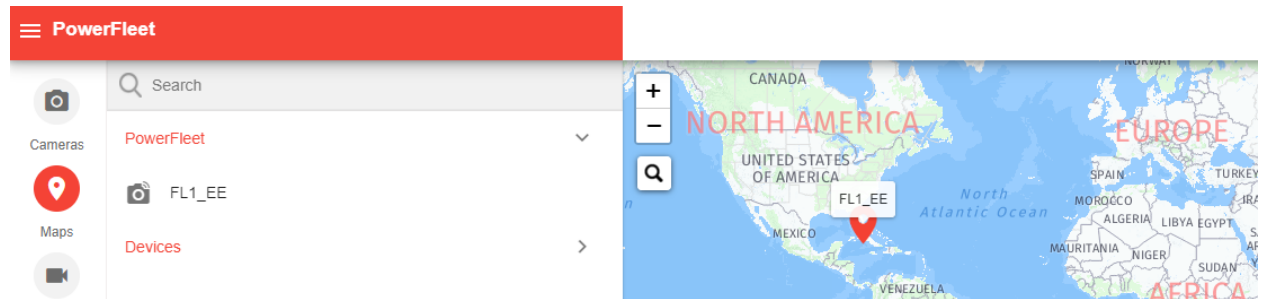 PowerFleet
Search
Cameras
PowerFleet
FL1_EE
Maps
Devices
+
−
CANADA
NORWAY
NORTH AMERICA
EUROPE
UNITED STATES
OF AMERICA
SPAIN
TURKEY
FL1_EE
North
Atlantic Ocean
MOROCCO
ALGERIA
LIBYA
EGYPT
MEXICO
MAURITANIA
NIGER
SUDAN
VENEZUELA
AFRICA